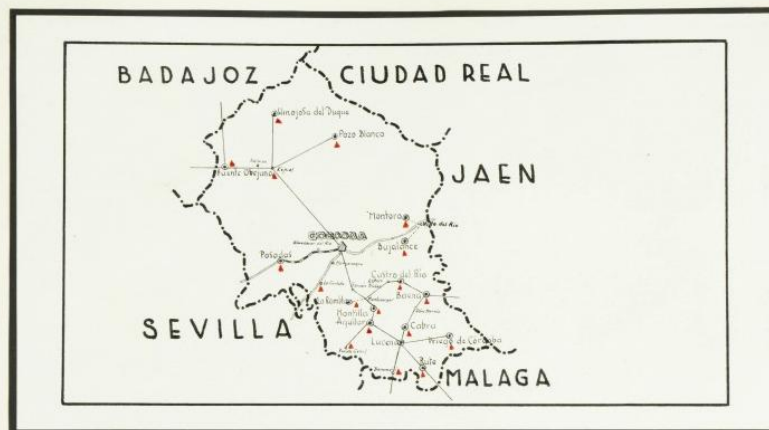 BADAJOZ
CIUDAD REAL
Hinojosa del Duque
Pozo Blanco
Fuente Obejuna
JAEN
Montoro
CORDOBA
Bujalance
Posadas
Castro del Rio
La Rambla
Baena
Montilla
Aguilar
Cabra
SEVILLA
Lucena
Priego de Cordoba
Rute
MALAGA